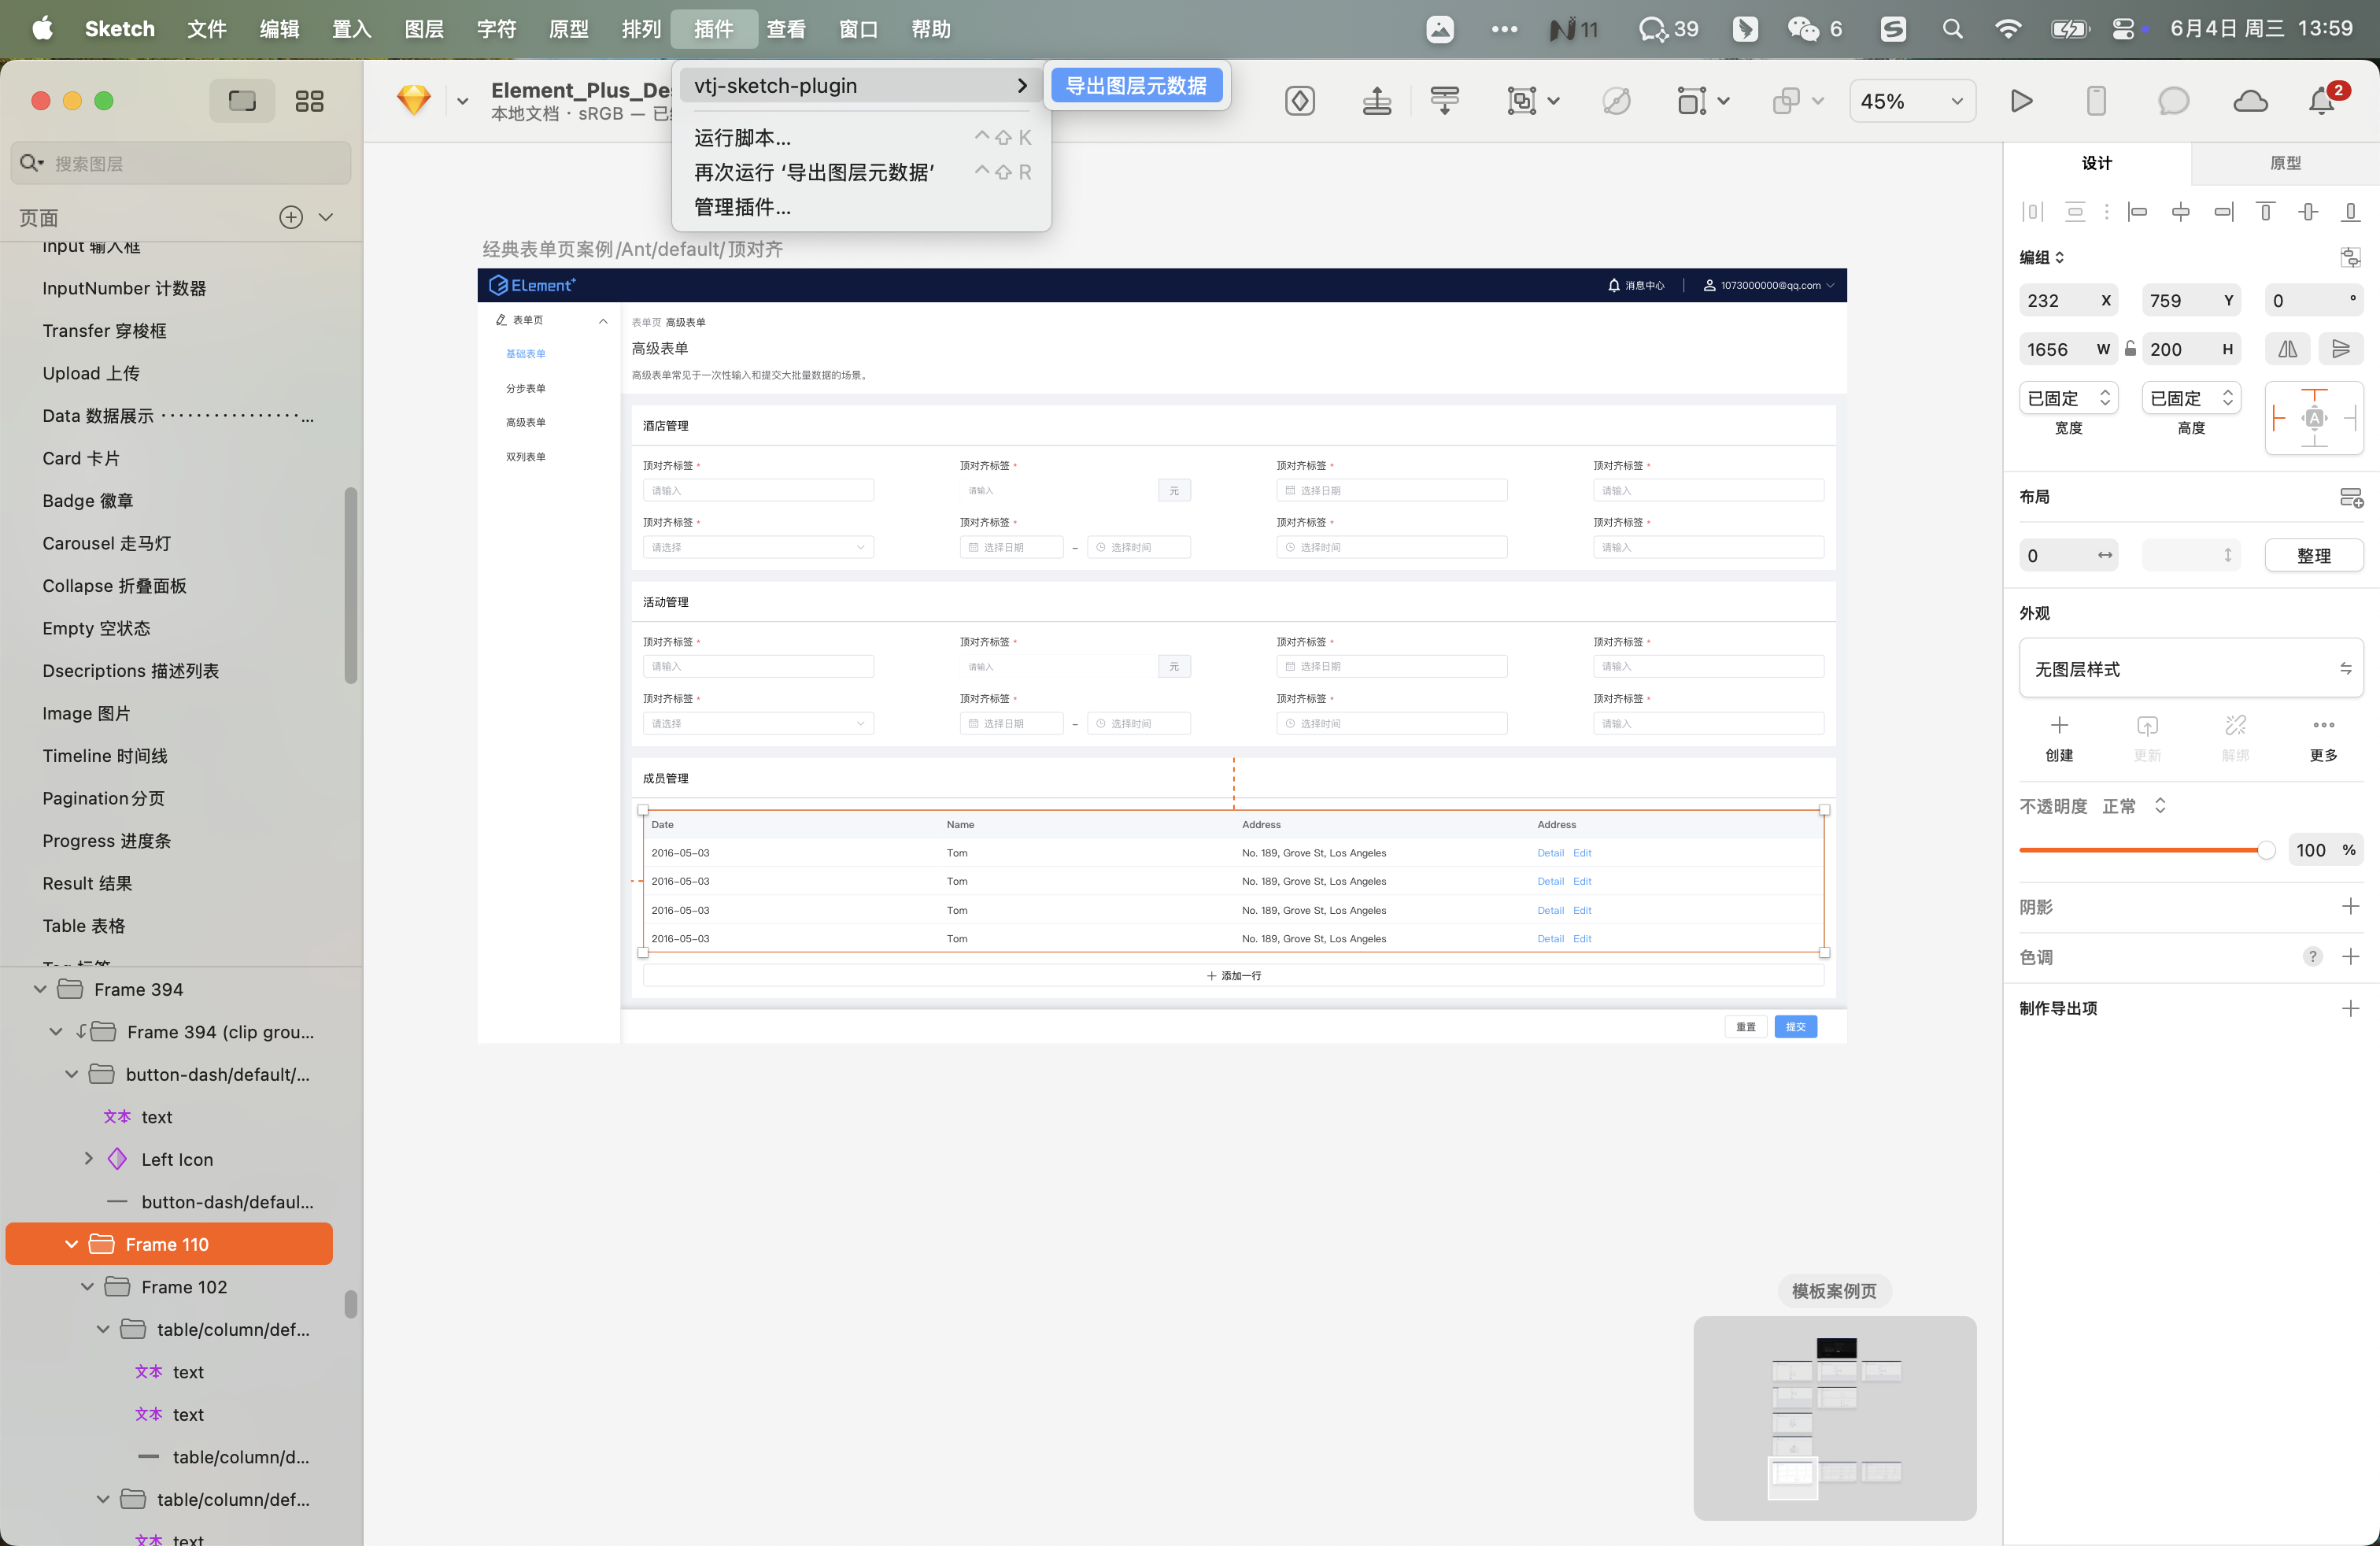 Sketch 文件 编辑 置入 图层 字符 原型 排列 插件 查看 窗口 帮助 11 39 6 6月4日 周三 13:59
vtj-sketch-plugin
导出图层元数据
运行脚本... K
再次运行 ‘导出图层元数据’ R
管理插件...
Element_Plus_De
本地文档 · sRGB — 已
45%
2
搜索图层
页面
Input 输入框
InputNumber 计数器
Transfer 穿梭框
Upload 上传
Data 数据展示 ················...
Card 卡片
Badge 徽章
Carousel 走马灯
Collapse 折叠面板
Empty 空状态
Dsecriptions 描述列表
Image 图片
Timeline 时间线
Pagination分页
Progress 进度条
Result 结果
Table 表格
Tag 标签
Frame 394
Frame 394 (clip grou...
button-dash/default/...
文本 text
Left Icon
button-dash/defaul...
Frame 110
Frame 102
table/column/def...
文本 text
文本 text
table/column/d...
table/column/def...
文本 text
经典表单页案例/Ant/default/顶对齐
Element+ 消息中心 1073000000@qq.com
表单页
基础表单
分步表单
高级表单
双列表单
表单页 高级表单
高级表单
高级表单常见于一次性输入和提交大批量数据的场景。
酒店管理
顶对齐标签 * 顶对齐标签 * 顶对齐标签 * 顶对齐标签 *
请输入 请输入 元 选择日期 请输入
顶对齐标签 * 顶对齐标签 * 顶对齐标签 * 顶对齐标签 *
请选择 选择日期 – 选择时间 选择时间 请输入
活动管理
顶对齐标签 * 顶对齐标签 * 顶对齐标签 * 顶对齐标签 *
请输入 请输入 元 选择日期 请输入
顶对齐标签 * 顶对齐标签 * 顶对齐标签 * 顶对齐标签 *
请选择 选择日期 – 选择时间 选择时间 请输入
成员管理
Date Name Address Address
2016-05-03 Tom No. 189, Grove St, Los Angeles Detail Edit
2016-05-03 Tom No. 189, Grove St, Los Angeles Detail Edit
2016-05-03 Tom No. 189, Grove St, Los Angeles Detail Edit
2016-05-03 Tom No. 189, Grove St, Los Angeles Detail Edit
添加一行
重置 提交
模板案例页
设计 原型
编组
232 X 759 Y 0 °
1656 W 200 H
已固定 已固定
宽度 高度
A
布局
0 整理
外观
无图层样式
创建 更新 解绑 更多
不透明度 正常
100 %
阴影
色调 ?
制作导出项